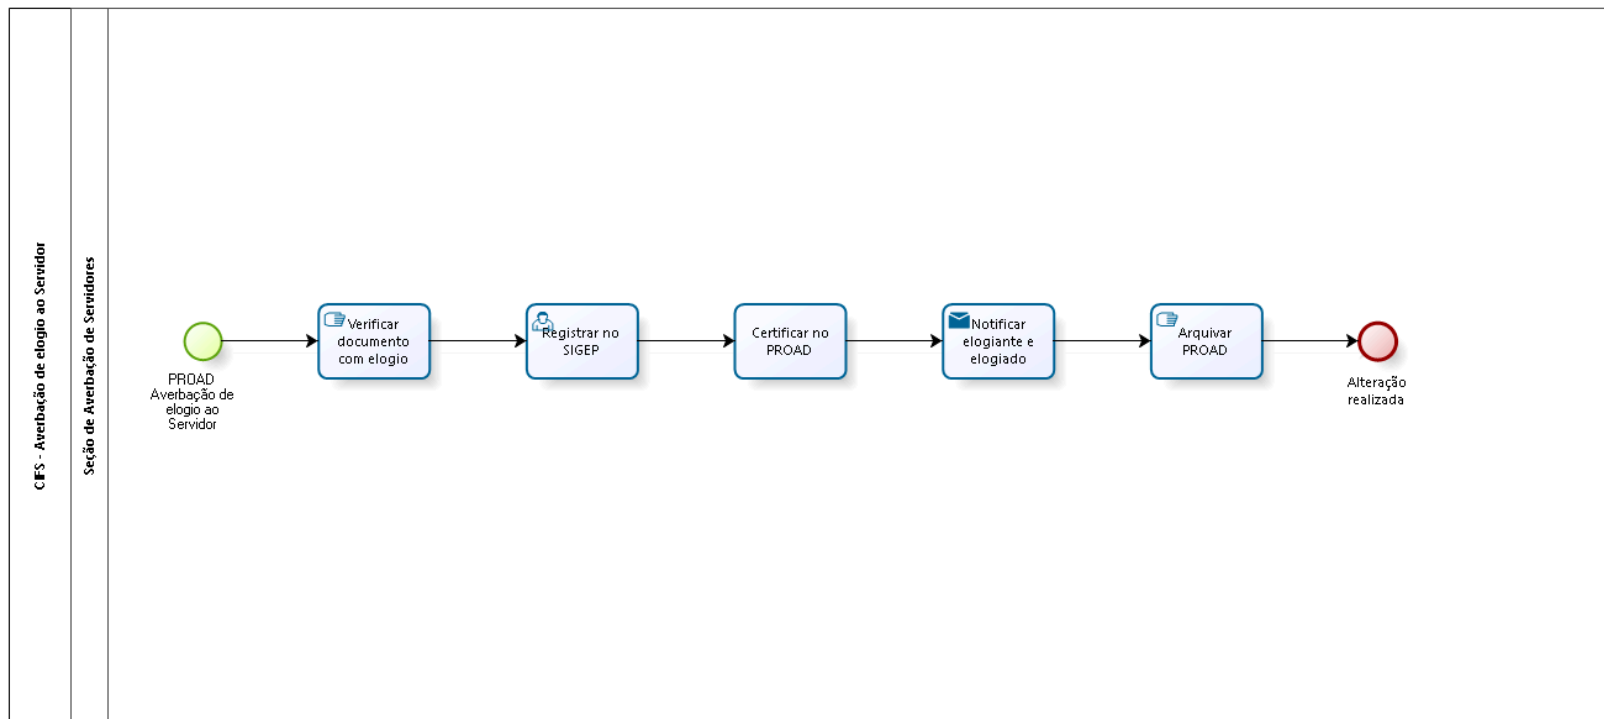 CIFS - Averbação de elogio ao Servidor
Seção de Averbação de Servidores
PROAD
Averbação de
elogio ao
Servidor
Verificar
documento
com elogio
Registrar no
SIGEP
Certificar no
PROAD
Notificar
elogiante e
elogiado
Arquivar
PROAD
Alteração
realizada